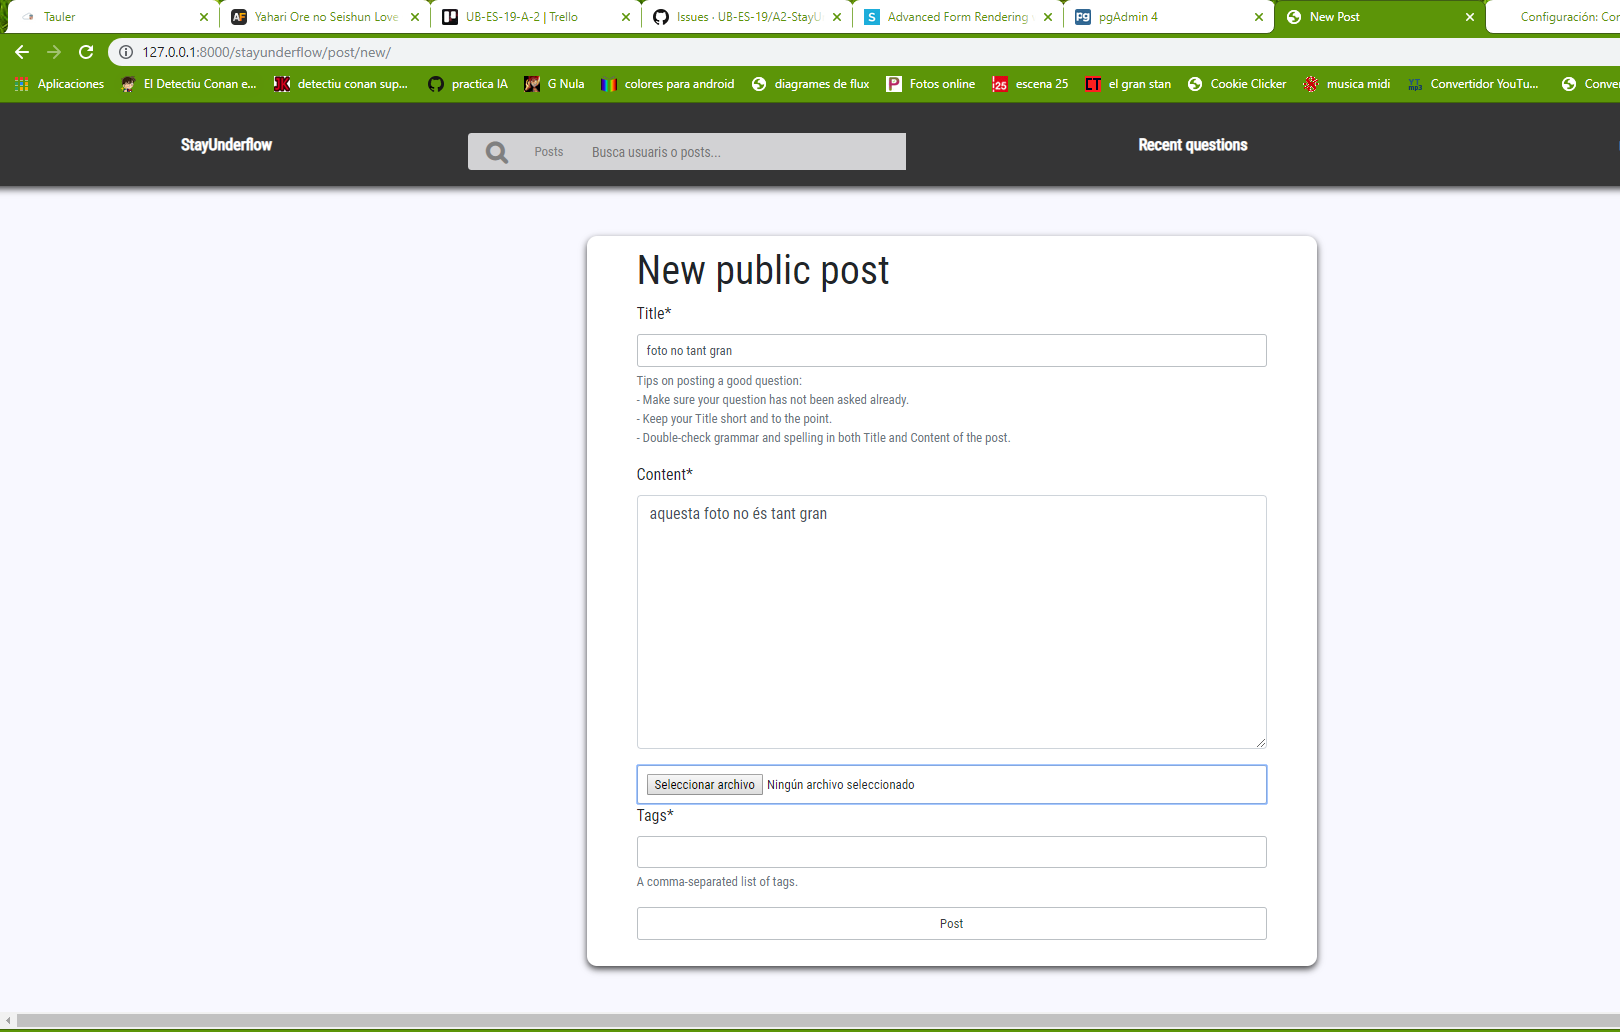 Tauler
Yahari Ore no Seishun Love
UB-ES-19-A-2 | Trello
Issues · UB-ES-19/A2-StayU
Advanced Form Rendering
pgAdmin 4
New Post
Configuración: Cor
127.0.0.1:8000/stayunderflow/post/new/
Aplicaciones
El Detectiu Conan e...
detectiu conan sup...
practica IA
G Nula
colores para android
diagrames de flux
Fotos online
escena 25
el gran stan
Cookie Clicker
musica midi
Convertidor YouTu...
Conver
StayUnderflow
Posts
Busca usuaris o posts...
Recent questions
New public post
Title*
foto no tant gran
Tips on posting a good question:
- Make sure your question has not been asked already.
- Keep your Title short and to the point.
- Double-check grammar and spelling in both Title and Content of the post.
Content*
aquesta foto no és tant gran
Seleccionar archivo Ningún archivo seleccionado
Tags*
A comma-separated list of tags.
Post